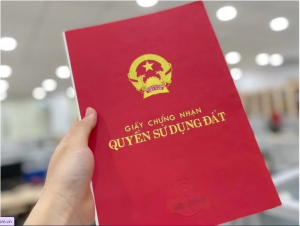 GIẤY CHỨNG NHẬN
QUYỀN SỬ DỤNG ĐẤT